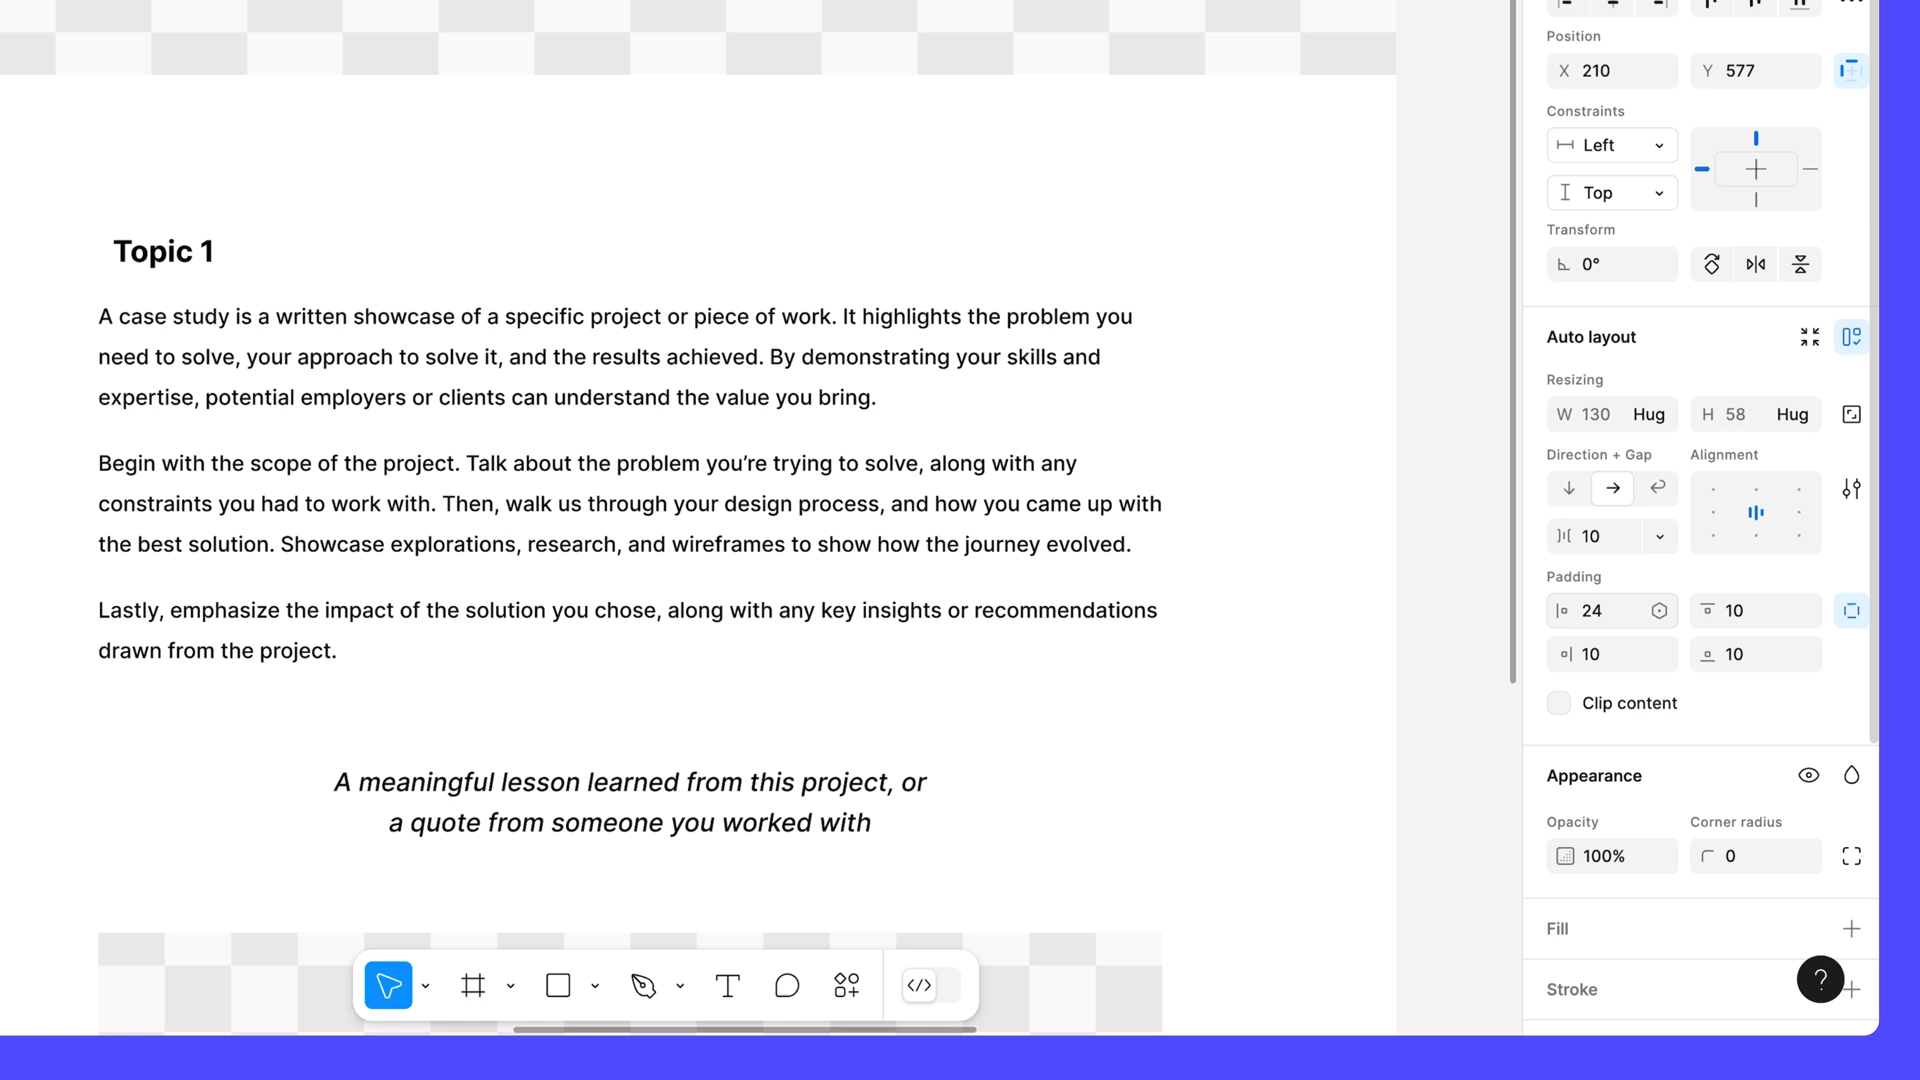 Position
X 210
Y 577
Constraints
Left
Top
Transform
0°
Auto layout
Resizing
W 130 Hug
H 58 Hug
Direction + Gap
Alignment
10
Padding
24
10
10
10
Clip content
Appearance
Opacity
Corner radius
100%
0
Fill
Stroke
?
Topic 1
A case study is a written showcase of a specific project or piece of work. It highlights the problem you
need to solve, your approach to solve it, and the results achieved. By demonstrating your skills and
expertise, potential employers or clients can understand the value you bring.
Begin with the scope of the project. Talk about the problem you’re trying to solve, along with any
constraints you had to work with. Then, walk us through your design process, and how you came up with
the best solution. Showcase explorations, research, and wireframes to show how the journey evolved.
Lastly, emphasize the impact of the solution you chose, along with any key insights or recommendations
drawn from the project.
A meaningful lesson learned from this project, or
a quote from someone you worked with